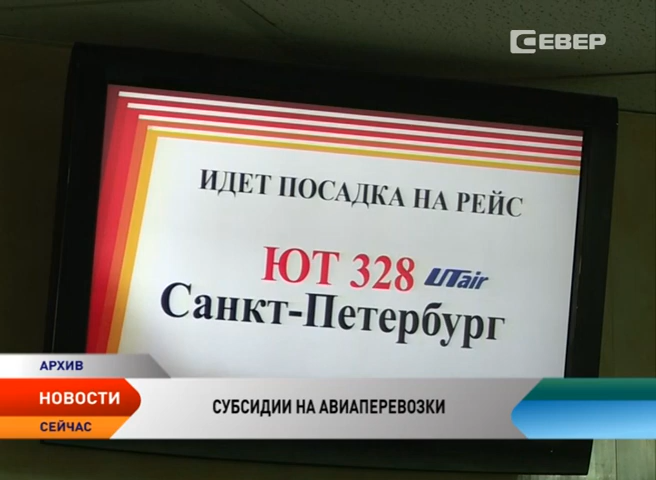 СЕВЕР
ИДЕТ ПОСАДКА НА РЕЙС
ЮТ 328 UTair
Санкт-Петербург
АРХИВ
НОВОСТИ
СУБСИДИИ НА АВИАПЕРЕВОЗКИ
СЕЙЧАС